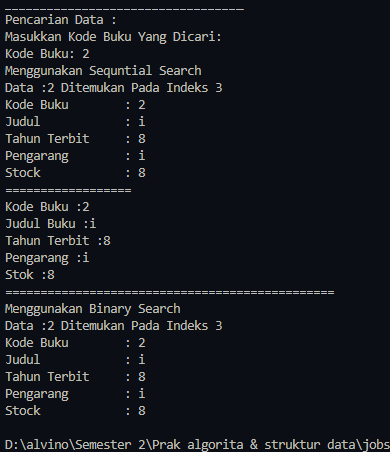 __________________________________
Pencarian Data :
Masukkan Kode Buku Yang Dicari:
Kode Buku: 2
Menggunakan Sequntial Search
Data :2 Ditemukan Pada Indeks 3
Kode Buku        : 2
Judul            : i
Tahun Terbit     : 8
Pengarang        : i
Stock            : 8
==================
Kode Buku :2
Judul Buku :i
Tahun Terbit :8
Pengarang :i
Stok :8
===============================================
Menggunakan Binary Search
Data :2 Ditemukan Pada Indeks 3
Kode Buku        : 2
Judul            : i
Tahun Terbit     : 8
Pengarang        : i
Stock            : 8
D:\alvino\Semester 2\Prak algorita & struktur data\jobs